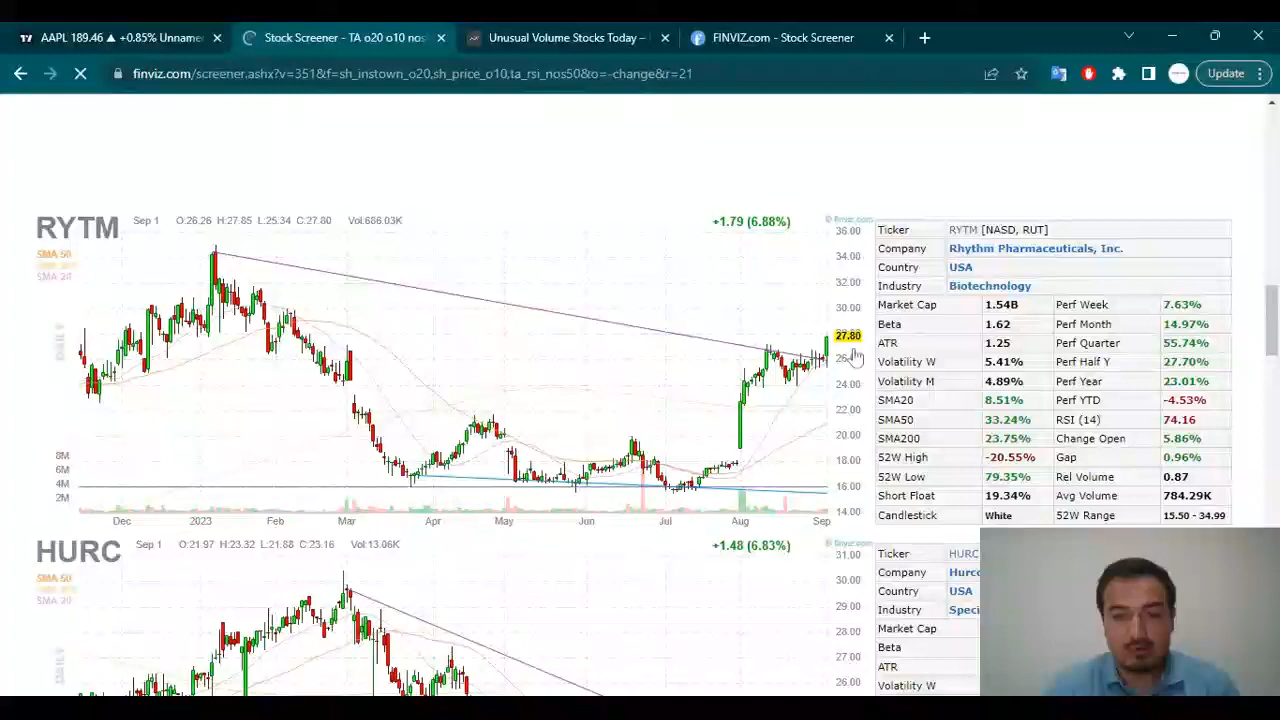 AAPL 189.46 ▲ +0.85% Unname
Stock Screener - TA o20 o10 nos
Unusual Volume Stocks Today –
FINVIZ.com - Stock Screener
finviz.com/screener.ashx?v=351&f=sh_instown_o20,sh_price_o10,ta_rsi_nos50&to=-change&r=21
Update
RYTM Sep 1 O:26.26 H:27.85 L:25.34 C:27.80 Vol:686.03K +1.79 (6.88%) © finviz.com
SMA 50
SMA 20
DAILY
36.00
34.00
32.00
30.00
27.80
24.00
22.00
20.00
18.00
16.00
14.00
8M
6M
4M
2M
Dec 2023 Feb Mar Apr May Jun Jul Aug Sep
Ticker RYTM [NASD, RUT]
Company Rhythm Pharmaceuticals, Inc.
Country USA
Industry Biotechnology
Market Cap 1.54B Perf Week 7.63%
Beta 1.62 Perf Month 14.97%
ATR 1.25 Perf Quarter 55.74%
Volatility W 5.41% Perf Half Y 27.70%
Volatility M 4.89% Perf Year 23.01%
SMA20 8.51% Perf YTD -4.53%
SMA50 33.24% RSI (14) 74.16
SMA200 23.75% Change Open 5.86%
52W High -20.55% Gap 0.96%
52W Low 79.35% Rel Volume 0.87
Short Float 19.34% Avg Volume 784.29K
Candlestick White 52W Range 15.50 - 34.99
HURC Sep 1 O:21.97 H:23.32 L:21.88 C:23.16 Vol:13.06K +1.48 (6.83%) © finviz.com
SMA 50
SMA 20
DAILY
31.00
30.00
29.00
28.00
27.00
26.00
Ticker HURC
Company Hurco
Country USA
Industry Speci
Market Cap
Beta
ATR
Volatility W